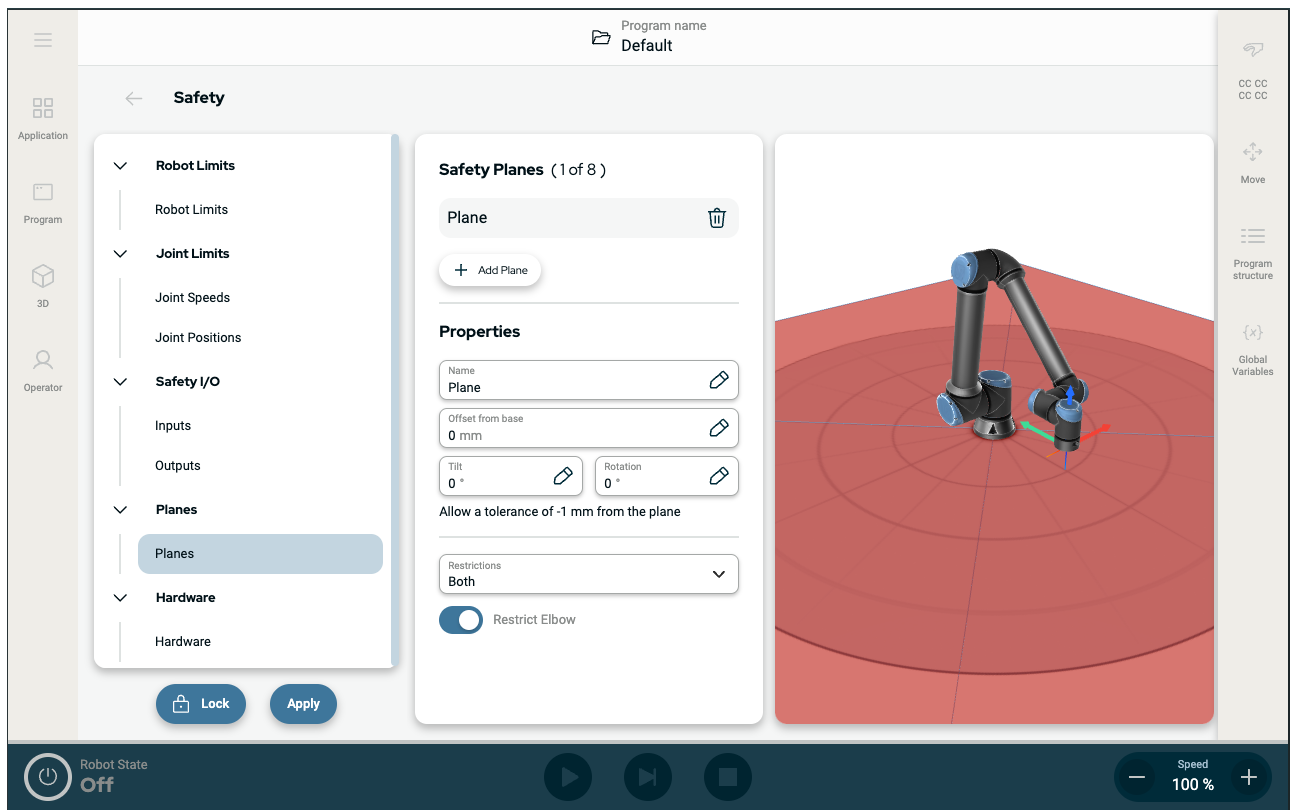 Program name
Default
Application
Program
3D
Operator
Safety
Robot Limits
Robot Limits
Joint Limits
Joint Speeds
Joint Positions
Safety I/O
Inputs
Outputs
Planes
Planes
Hardware
Hardware
Lock
Apply
Safety Planes ( 1 of 8 )
Plane
Add Plane
Properties
Name
Plane
Offset from base
0 mm
Tilt
0 °
Rotation
0 °
Allow a tolerance of -1 mm from the plane
Restrictions
Both
Restrict Elbow
CC CC
CC CC
Move
Program
structure
{x}
Global
Variables
Robot State
Off
Speed
100 %